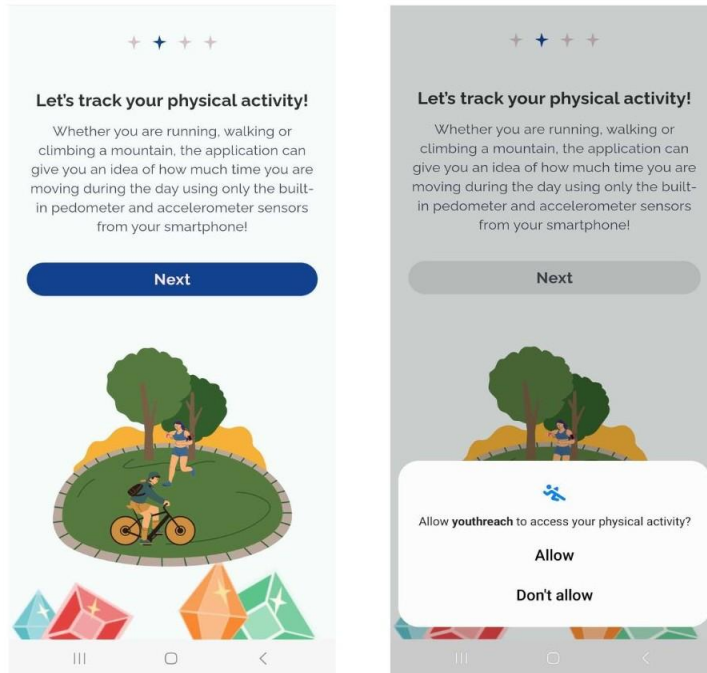 Let's track your physical activity!
Whether you are running, walking or
climbing a mountain, the application can
give you an idea of how much time you are
moving during the day using only the built-
in pedometer and accelerometer sensors
from your smartphone!
Next
Let's track your physical activity!
Whether you are running, walking or
climbing a mountain, the application can
give you an idea of how much time you are
moving during the day using only the built-
in pedometer and accelerometer sensors
from your smartphone!
Next
Allow youthreach to access your physical activity?
Allow
Don't allow